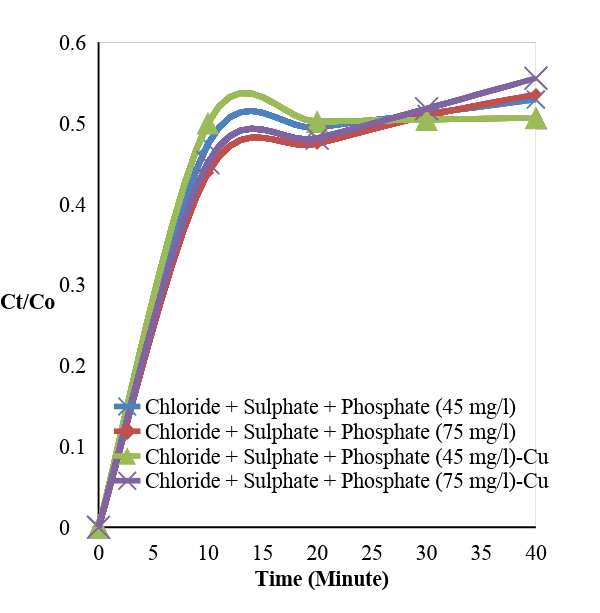 0.6
0.5
0.4
0.3
Ct/Co
0.2
0.1
0
Chloride + Sulphate + Phosphate (45 mg/l)
Chloride + Sulphate + Phosphate (75 mg/l)
Chloride + Sulphate + Phosphate (45 mg/l)-Cu
Chloride + Sulphate + Phosphate (75 mg/l)-Cu
0 5 10 15 20 25 30 35 40
Time (Minute)